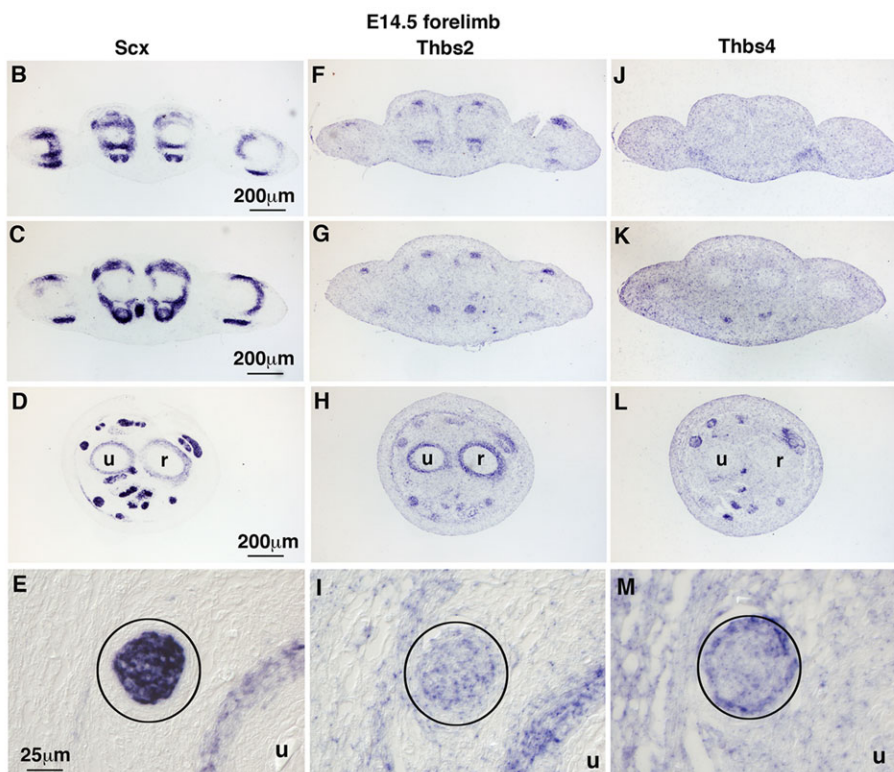 E14.5 forelimb
Scx Thbs2 Thbs4
B F J
200μm
C G K
200μm
D H L
u r u r u r
200μm
E I M
25μm u u u